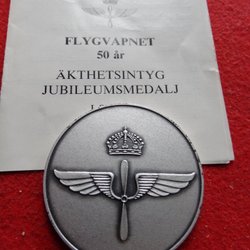 FLYGVAPNET
50 år
ÄKTHETSINTYG
JUBILEUMSMEDALJ